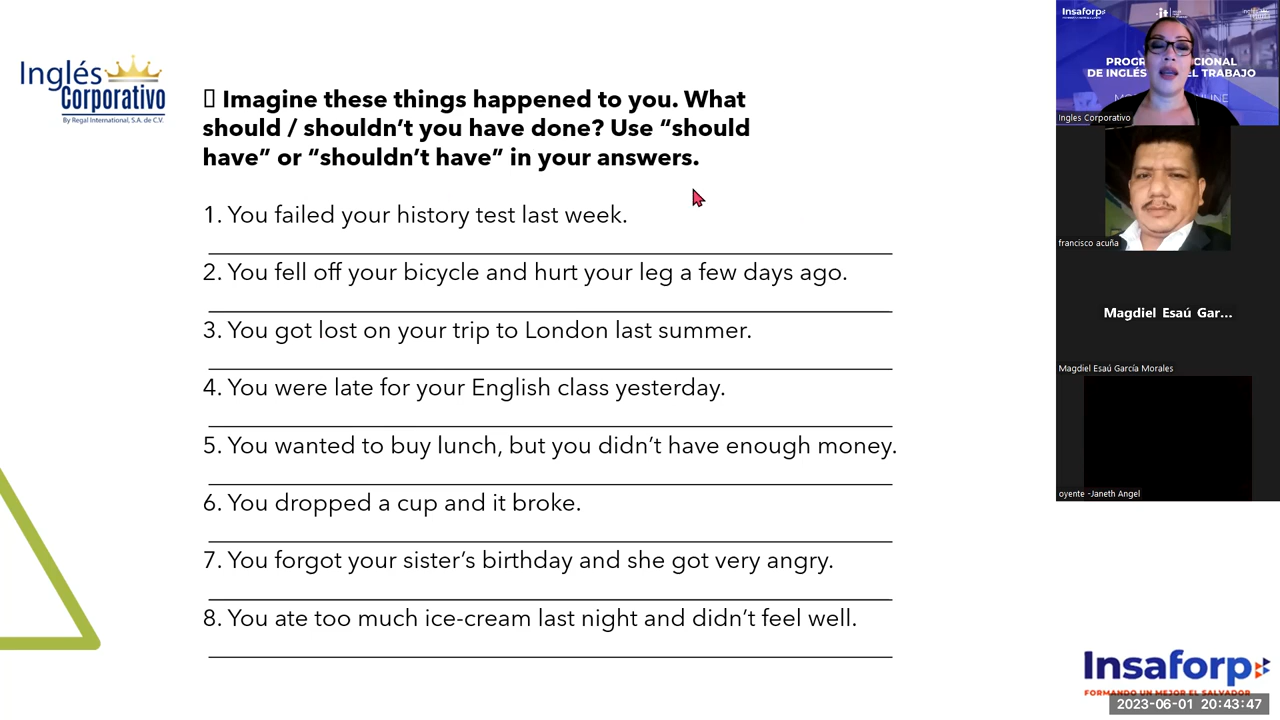 Inglés
Corporativo
By Regal International, S.A. de C.V.
Imagine these things happened to you. What
should / shouldn’t you have done? Use “should
have” or “shouldn’t have” in your answers.
1. You failed your history test last week.
2. You fell off your bicycle and hurt your leg a few days ago.
3. You got lost on your trip to London last summer.
4. You were late for your English class yesterday.
5. You wanted to buy lunch, but you didn’t have enough money.
6. You dropped a cup and it broke.
7. You forgot your sister’s birthday and she got very angry.
8. You ate too much ice-cream last night and didn’t feel well.
Insaforp
Ingles Corporativo
francisco acuña
Magdiel Esaú Gar...
Magdiel Esaú García Morales
oyente -Janeth Angel
Insaforp
FORMANDO UN MEJOR EL SALVADOR
2023-06-01 20:43:47